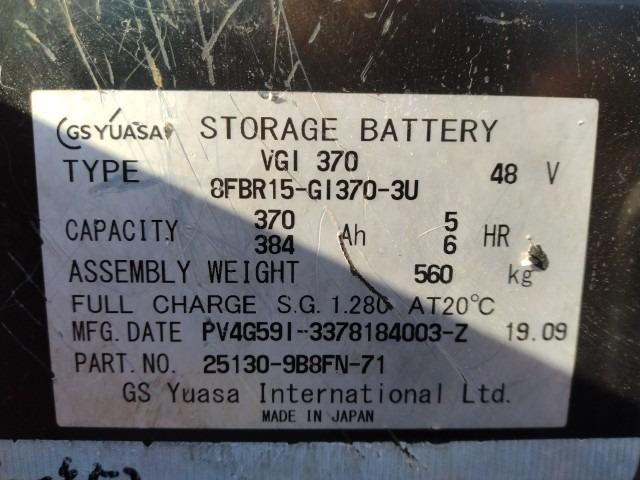 GS YUASA STORAGE BATTERY
TYPE VGI 370 48 V
8FBR15-GI370-3U
CAPACITY 370 Ah 5 HR
384 6
ASSEMBLY WEIGHT 560 kg
FULL CHARGE S.G. 1.280 AT20℃
MFG. DATE PV4G59I-3378184003-Z 19.09
PART. NO. 25130-9B8FN-71
GS Yuasa International Ltd.
MADE IN JAPAN